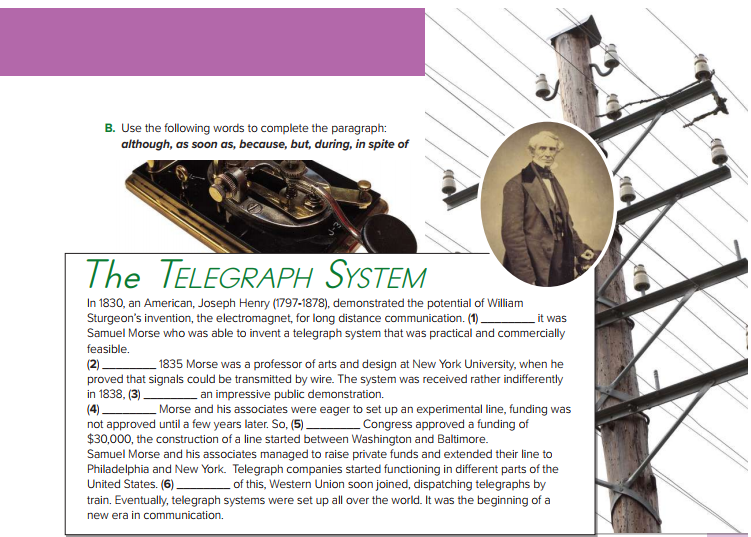 B. Use the following words to complete the paragraph:
although, as soon as, because, but, during, in spite of
The TELEGRAPH SYSTEM
In 1830, an American, Joseph Henry (1797-1878), demonstrated the potential of William
Sturgeon's invention, the electromagnet, for long distance communication. (1) _________ it was
Samuel Morse who was able to invent a telegraph system that was practical and commercially
feasible.
(2) _________ 1835 Morse was a professor of arts and design at New York University, when he
proved that signals could be transmitted by wire. The system was received rather indifferently
in 1838, (3) _________ an impressive public demonstration.
(4) _________ Morse and his associates were eager to set up an experimental line, funding was
not approved until a few years later. So, (5) _________ Congress approved a funding of
$30,000, the construction of a line started between Washington and Baltimore.
Samuel Morse and his associates managed to raise private funds and extended their line to
Philadelphia and New York. Telegraph companies started functioning in different parts of the
United States. (6) _________ of this, Western Union soon joined, dispatching telegraphs by
train. Eventually, telegraph systems were set up all over the world. It was the beginning of a
new era in communication.